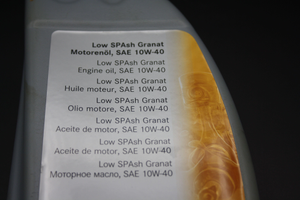 Low SPAsh Granat
Motorenöl, SAE 10W-40
Low SPAsh Granat
Engine oil, SAE 10W-40
Low SPAsh Granat
Huile moteur, SAE 10W-40
Low SPAsh Granat
Olio motore, SAE 10W-40
Low SPAsh Granat
Aceite de motor, SAE 10W-40
Low SPAsh Granat
Aceite de motor, SAE 10W-40
Low SPAsh Granat
Моторное масло, SAE 10W-40